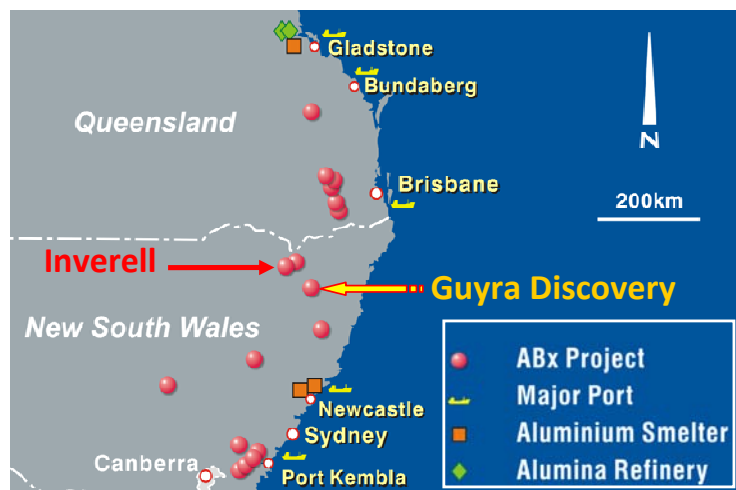 Gladstone
Bundaberg
Queensland
N
Brisbane
200km
Inverell
Guyra Discovery
New South Wales
ABx Project
Major Port
Newcastle
Aluminium Smelter
Sydney
Canberra
Alumina Refinery
Port Kembla